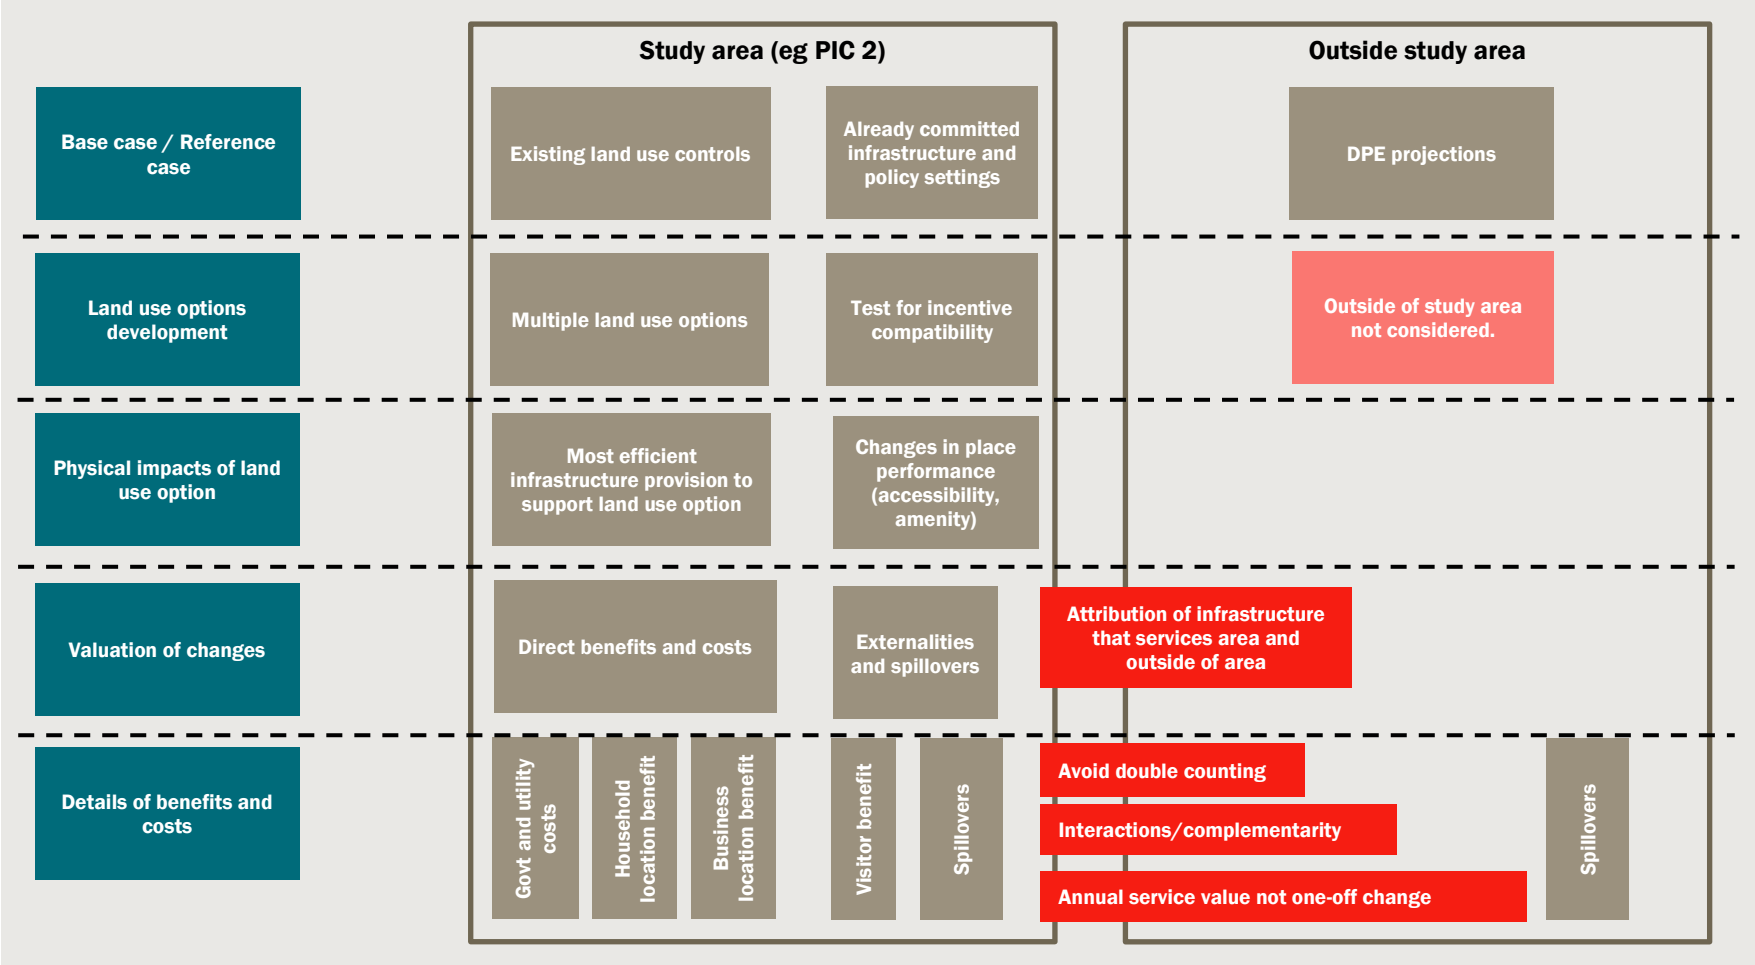 Study area (eg PIC 2)
Outside study area
Base case / Reference
case
Existing land use controls
Already committed
infrastructure and
policy settings
DPE projections
Land use options
development
Multiple land use options
Test for incentive
compatibility
Outside of study area
not considered.
Physical impacts of land
use option
Most efficient
infrastructure provision to
support land use option
Changes in place
performance
(accessibility,
amenity)
Valuation of changes
Direct benefits and costs
Externalities
and spillovers
Attribution of infrastructure
that services area and
outside of area
Details of benefits and
costs
Govt and utility
costs
Household
location benefit
Business
location benefit
Visitor benefit
Spillovers
Avoid double counting
Interactions/complementarity
Annual service value not one-off change
Spillovers